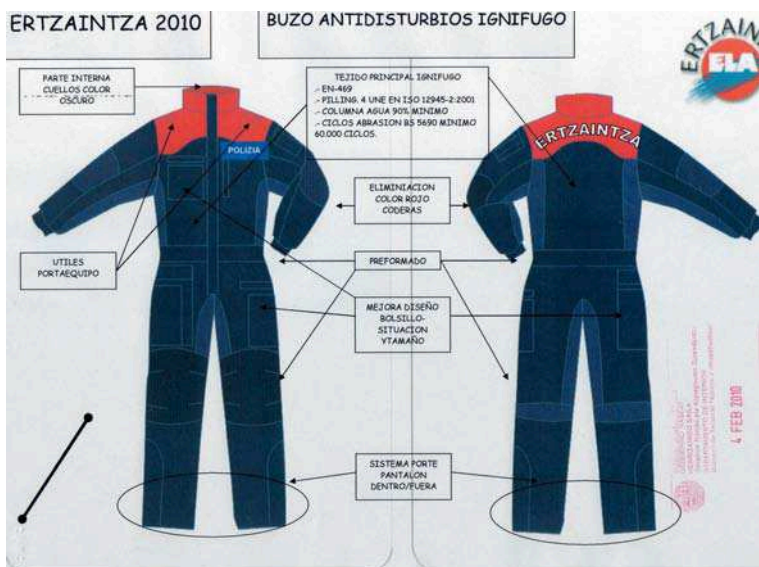 ERTZAINTZA 2010
BUZO ANTIDISTURBIOS IGNIFUGO
ERTZAIN
ELA
PARTE INTERNA
CUELLOS COLOR
OSCURO
TEJIDO PRINCIPAL IGNIFUGO
.- EN-469
.- PILLING. 4 UNE EN ISO 12945-2:2001
.- COLUMNA AGUA 90% MINIMO
.- CICLOS ABRASION BS 5690 MINIMO
60.000 CICLOS.
POLIZIA
ERTZAINTZA
ELIMINIACION
COLOR ROJO
CODERAS
UTILES
PORTAEQUIPO
PREFORMADO
MEJORA DISEÑO
BOLSILLO-
SITUACION
YTAMAÑO
SISTEMA PORTE
PANTALON
DENTRO/FUERA
4 FEB 2010